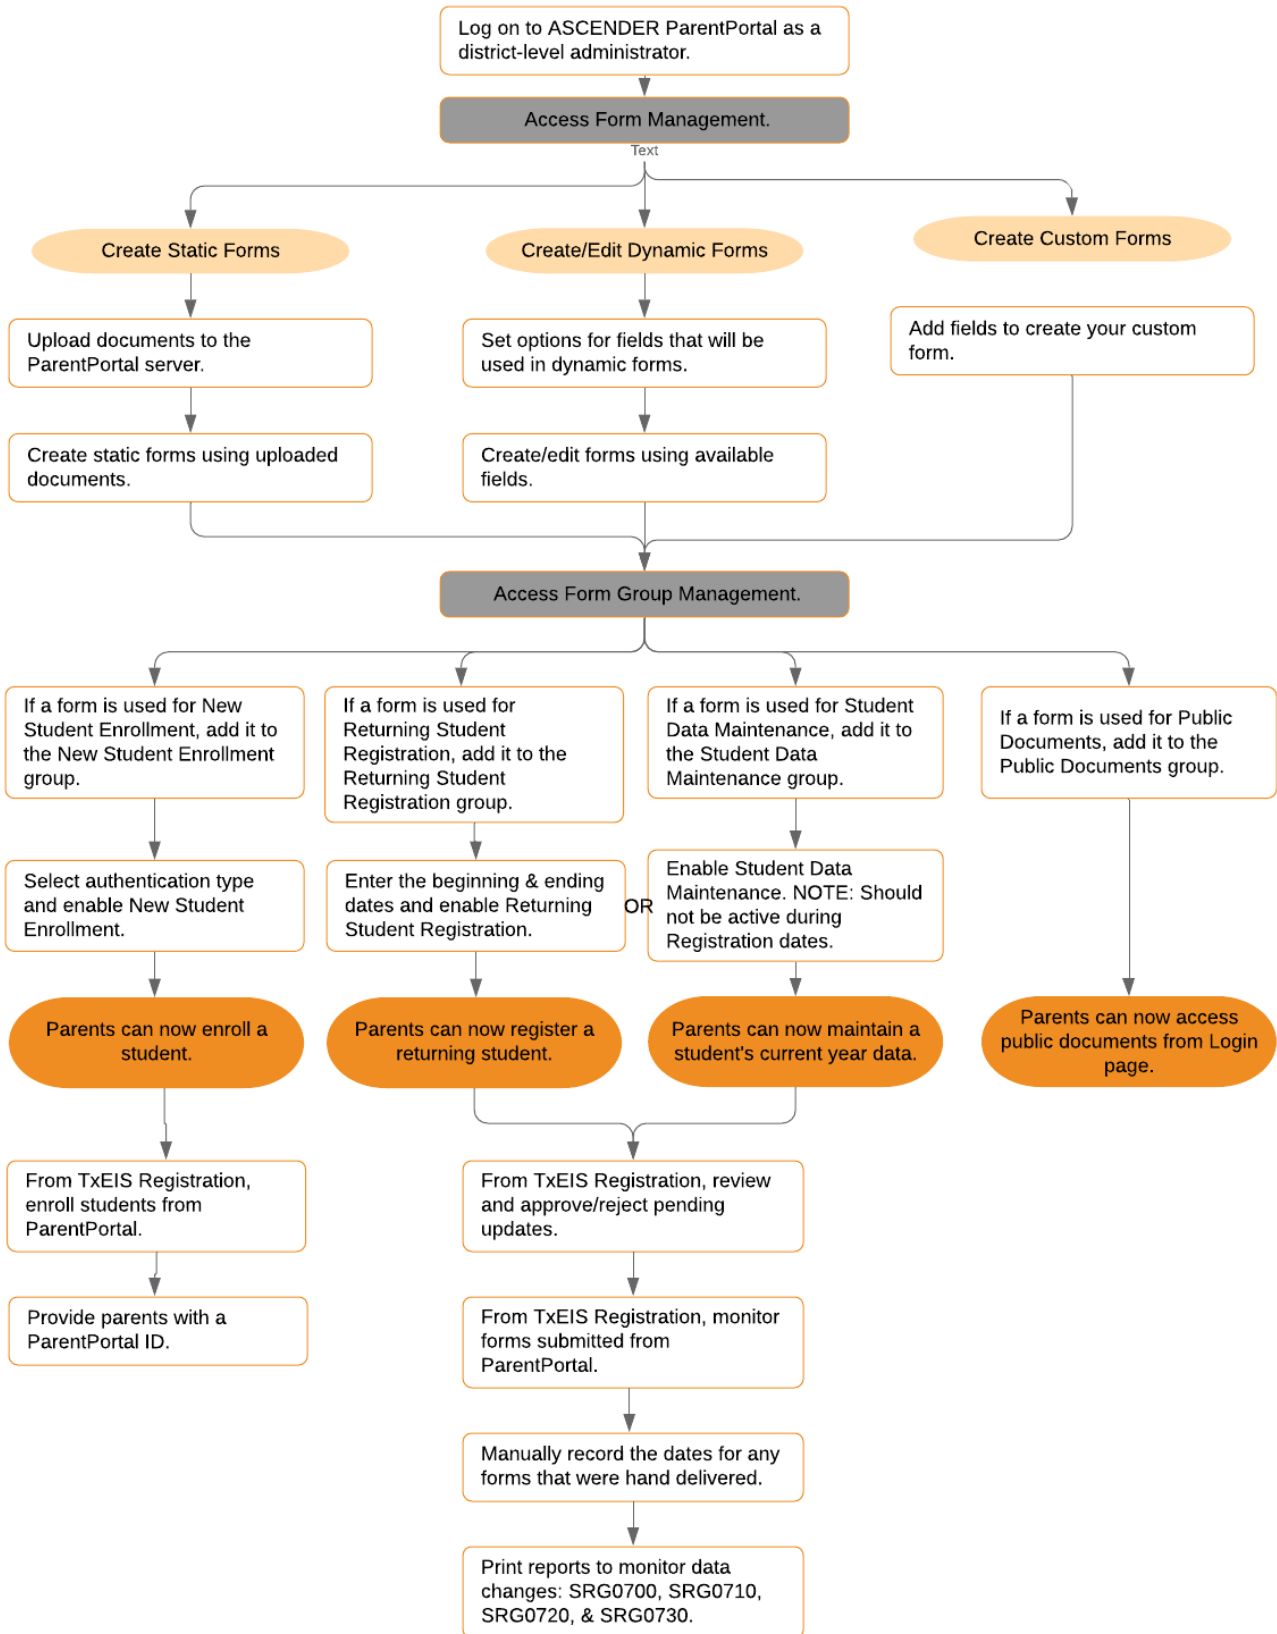 Log on to ASCENDER ParentPortal as a
district-level administrator.
Access Form Management.
Text
Create Static Forms
Create/Edit Dynamic Forms
Create Custom Forms
Upload documents to the
ParentPortal server.
Set options for fields that will be
used in dynamic forms.
Add fields to create your custom
form.
Create static forms using uploaded
documents.
Create/edit forms using available
fields.
Access Form Group Management.
If a form is used for New
Student Enrollment, add it to
the New Student Enrollment
group.
If a form is used for
Returning Student
Registration, add it to the
Returning Student
Registration group.
If a form is used for Student
Data Maintenance, add it to
the Student Data
Maintenance group.
If a form is used for Public
Documents, add it to the
Public Documents group.
Select authentication type
and enable New Student
Enrollment.
Enter the beginning & ending
dates and enable Returning
Student Registration.
OR
Enable Student Data
Maintenance. NOTE: Should
not be active during
Registration dates.
Parents can now enroll a
student.
Parents can now register a
returning student.
Parents can now maintain a
student's current year data.
Parents can now access
public documents from Login
page.
From TxEIS Registration,
enroll students from
ParentPortal.
From TxEIS Registration, review
and approve/reject pending
updates.
Provide parents with a
ParentPortal ID.
From TxEIS Registration, monitor
forms submitted from
ParentPortal.
Manually record the dates for any
forms that were hand delivered.
Print reports to monitor data
changes: SRG0700, SRG0710,
SRG0720, & SRG0730.